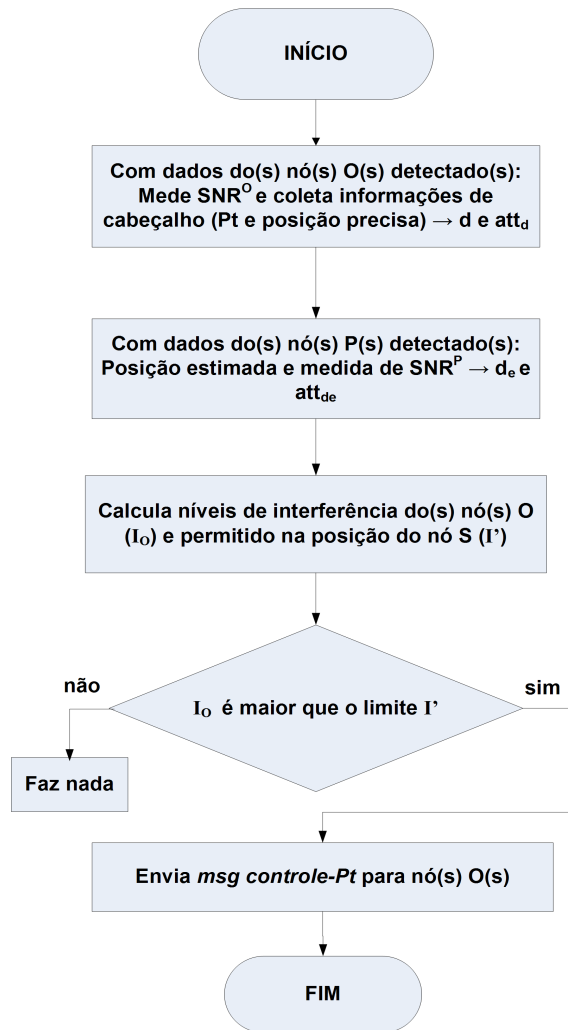 INÍCIO
Com dados do(s) nó(s) O(s) detectado(s):
Mede SNR^O e coleta informações de
cabeçalho (Pt e posição precisa) → d e att_d
Com dados do(s) nó(s) P(s) detectado(s):
Posição estimada e medida de SNR^P → d_e e
att_de
Calcula níveis de interferência do(s) nó(s) O
(I_O) e permitido na posição do nó S (I’)
não
sim
I_O é maior que o limite I’
Faz nada
Envia msg controle-Pt para nó(s) O(s)
FIM